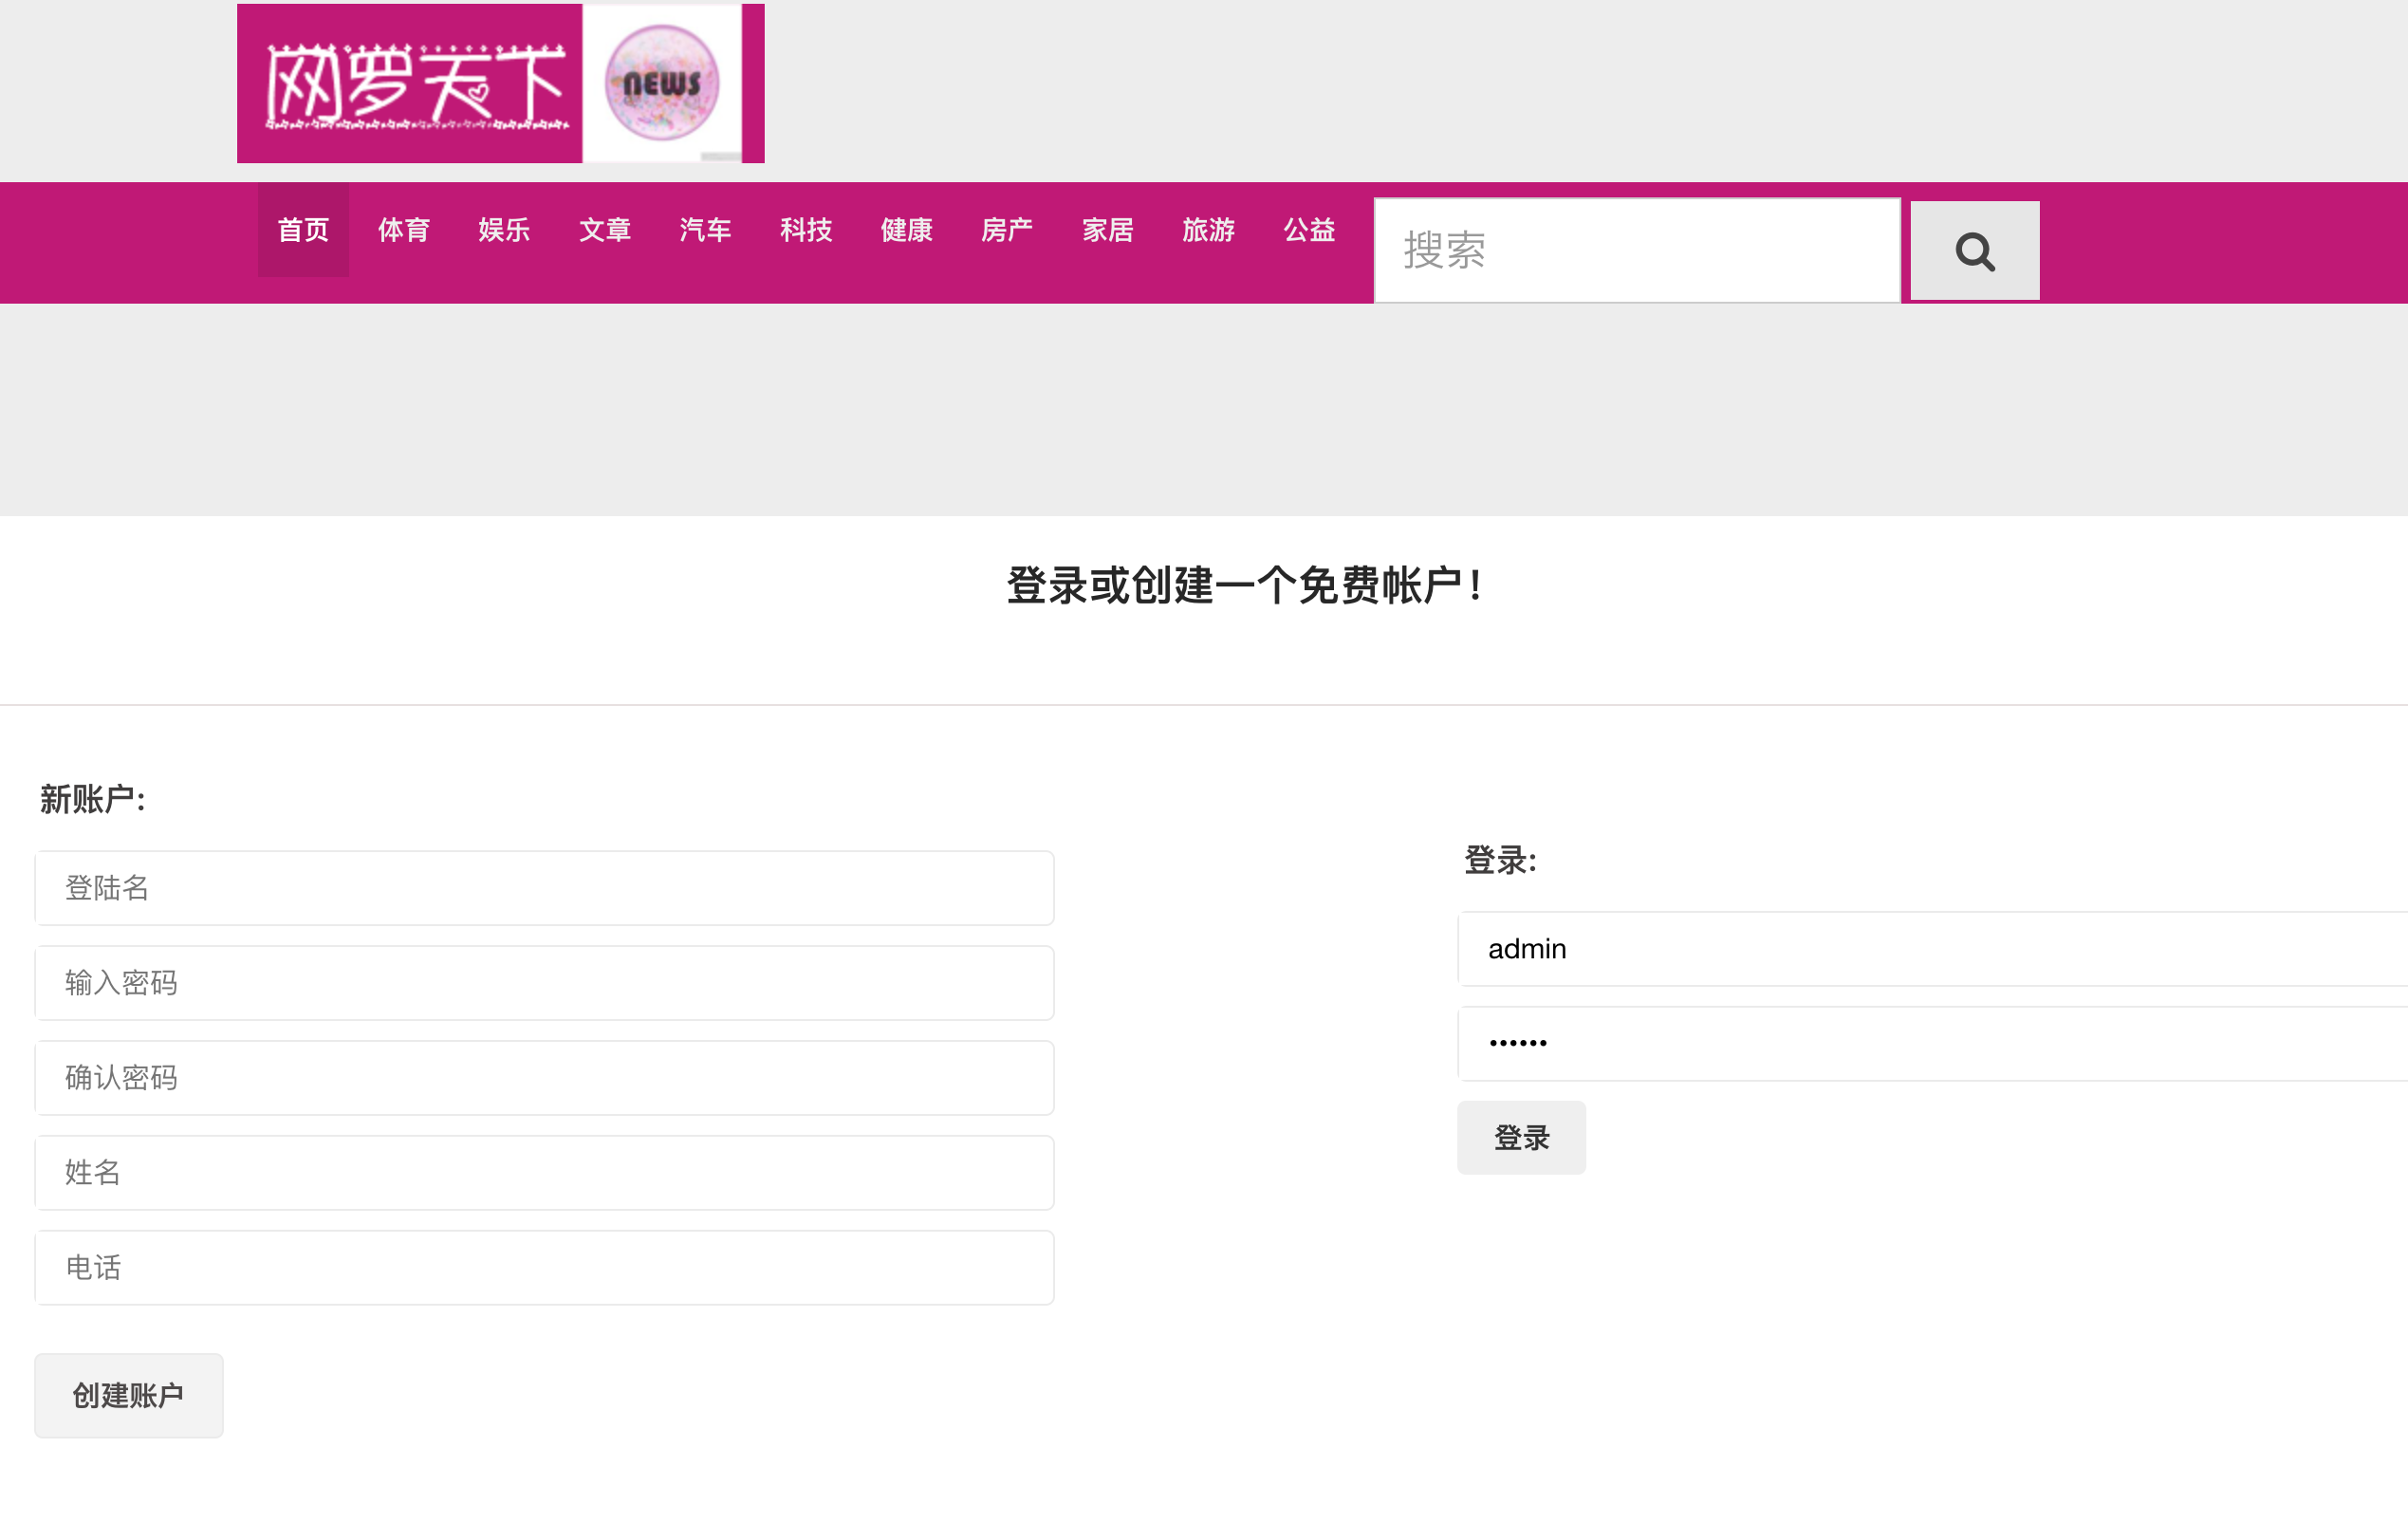 网罗天下 NEWS
首页 体育 娱乐 文章 汽车 科技 健康 房产 家居 旅游 公益 搜索
登录或创建一个免费帐户！
新账户:
登陆名
输入密码
确认密码
姓名
电话
创建账户
登录:
admin
••••••
登录